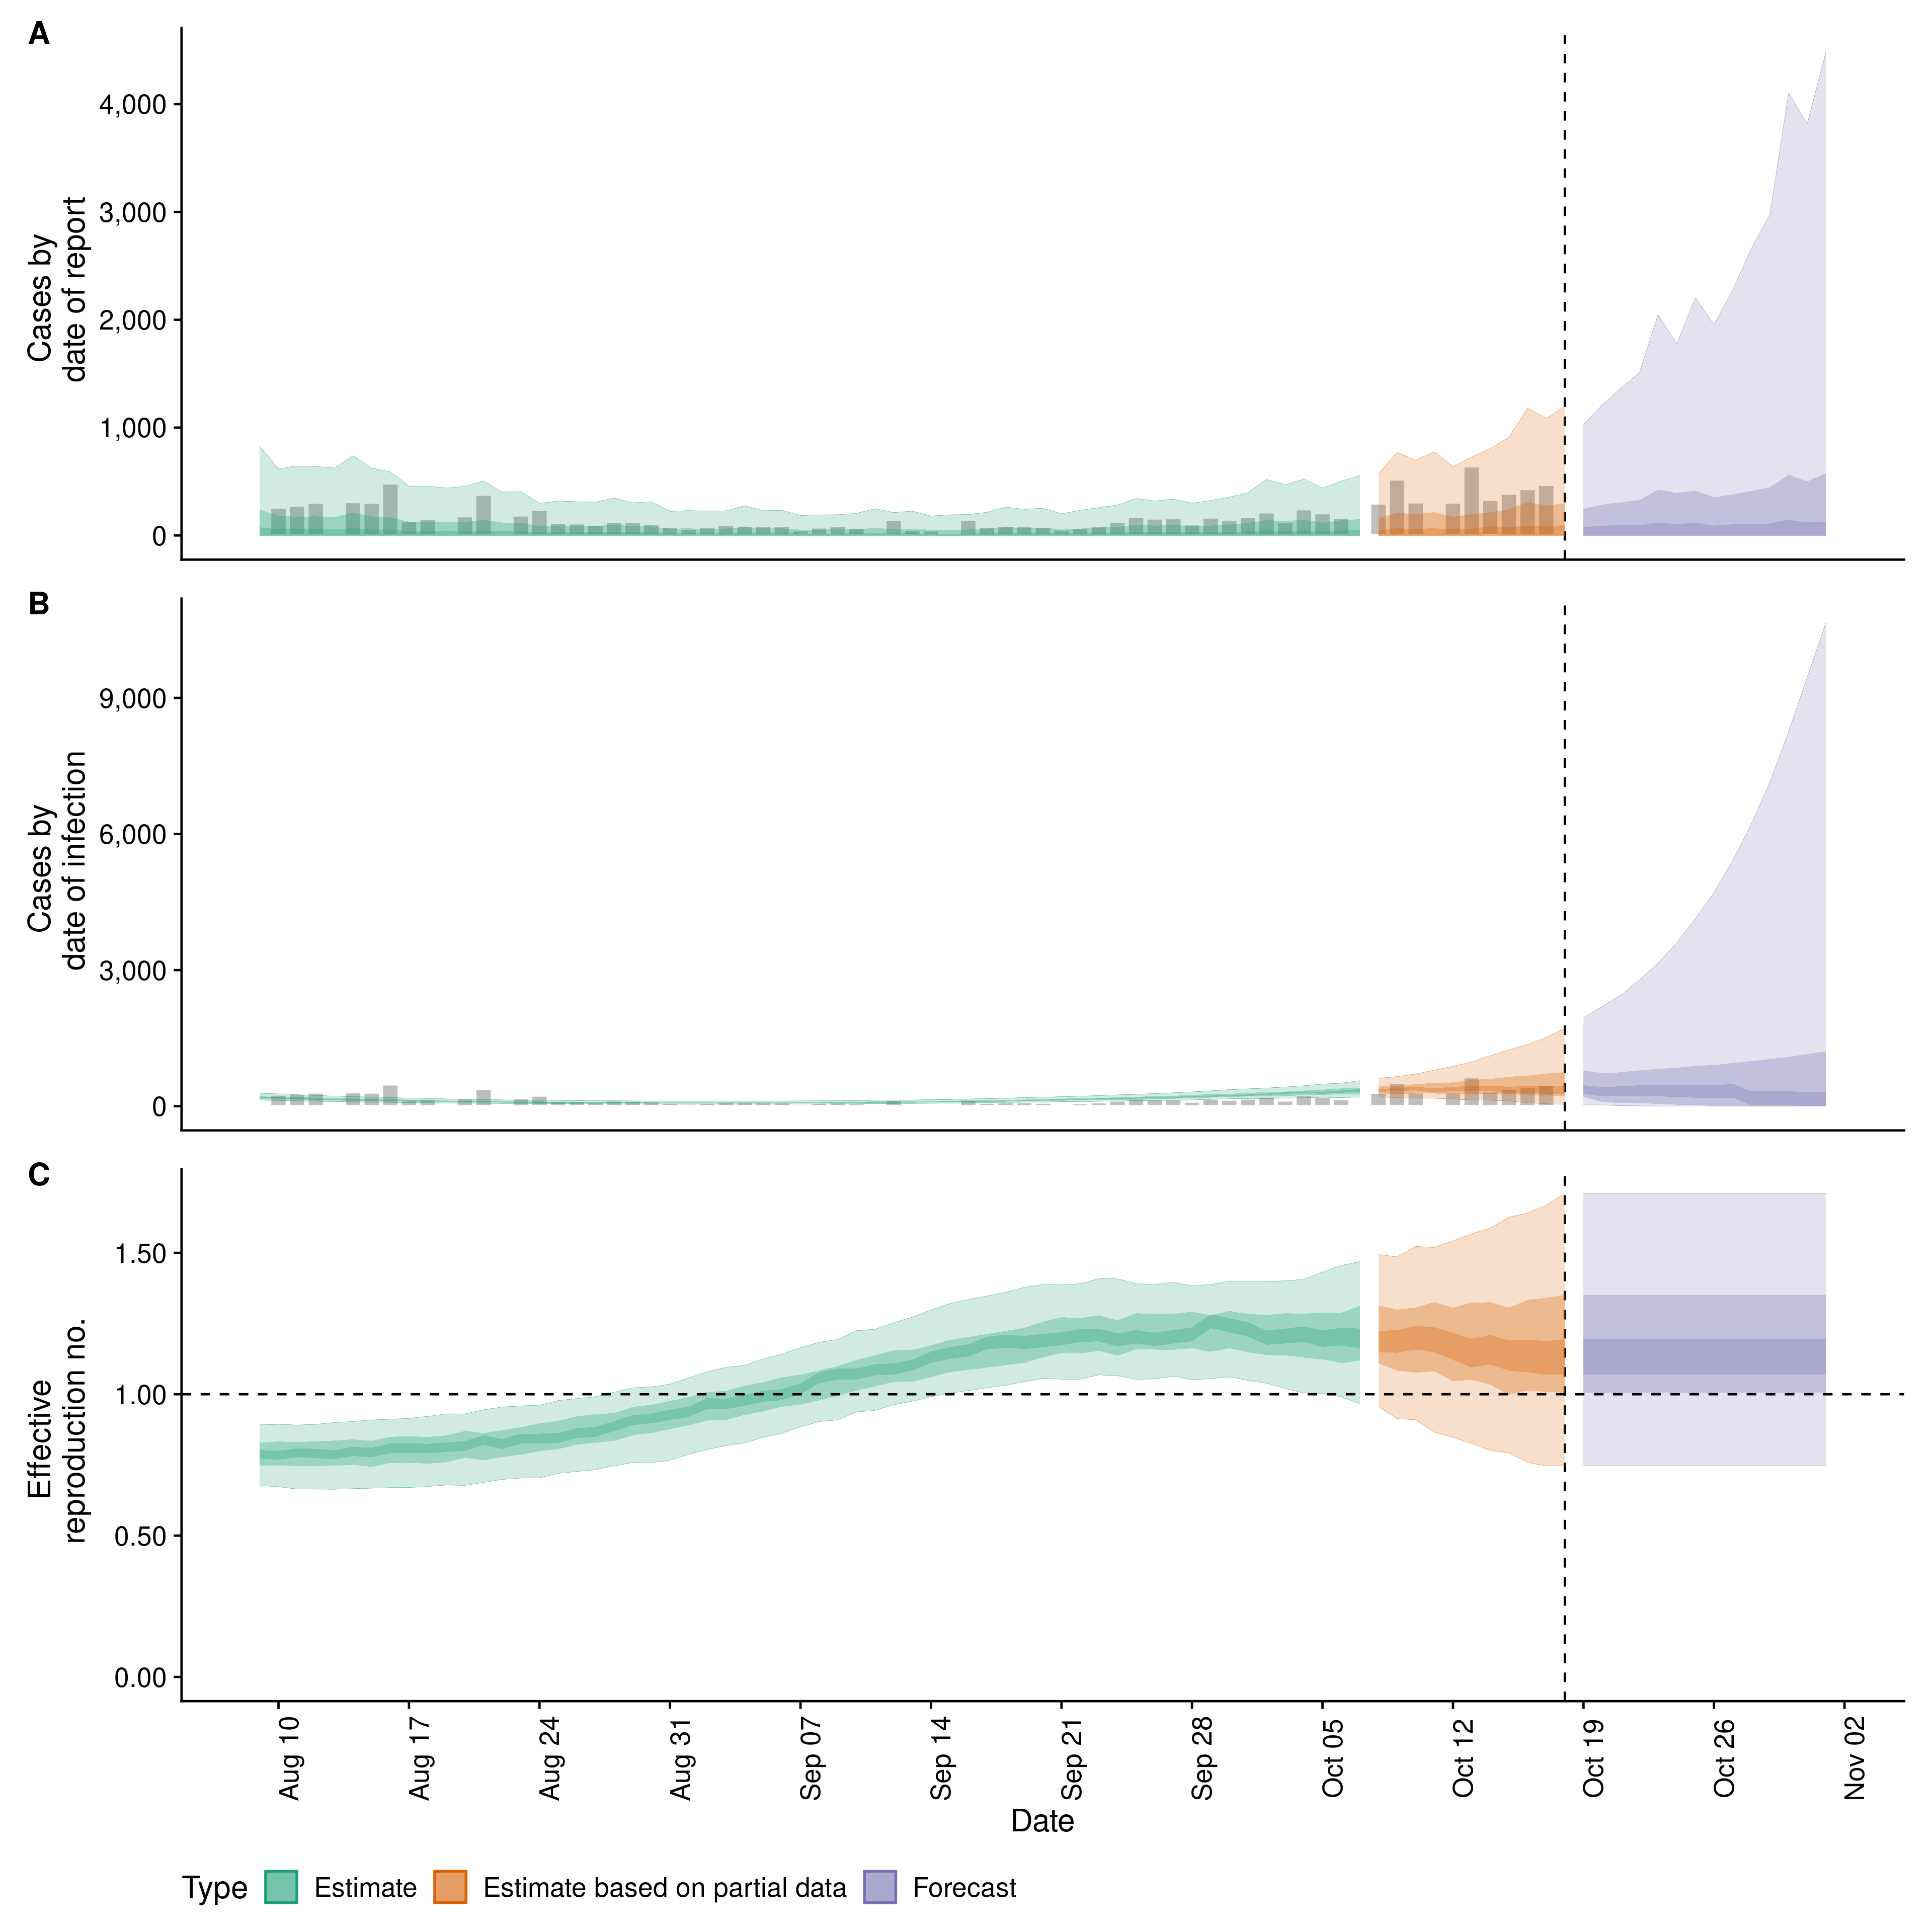 A
Cases by
date of report
4,000
3,000
2,000
1,000
0
B
Cases by
date of infection
9,000
6,000
3,000
0
C
Effective
reproduction no.
1.50
1.00
0.50
0.00
Aug 10
Aug 17
Aug 24
Aug 31
Sep 07
Sep 14
Sep 21
Sep 28
Oct 05
Oct 12
Oct 19
Oct 26
Nov 02
Date
Type Estimate Estimate based on partial data Forecast